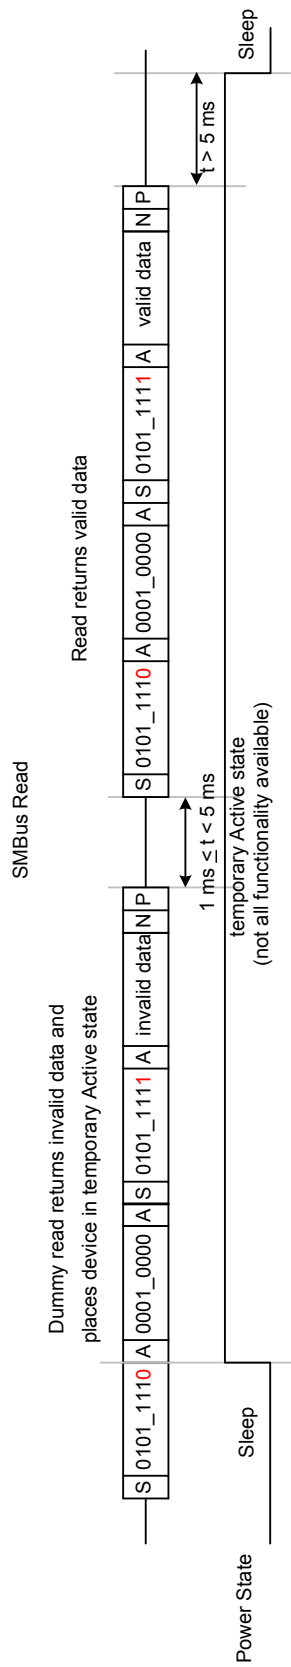 SMBus Read
Dummy read returns invalid data and
places device in temporary Active state
Read returns valid data
S 0101_1110 A 0001_0000 A S 0101_1111 A invalid data N P
S 0101_1110 A 0001_0000 A S 0101_1111 A valid data N P
1 ms ≤ t < 5 ms
t > 5 ms
Power State
Sleep
temporary Active state
(not all functionality available)
Sleep